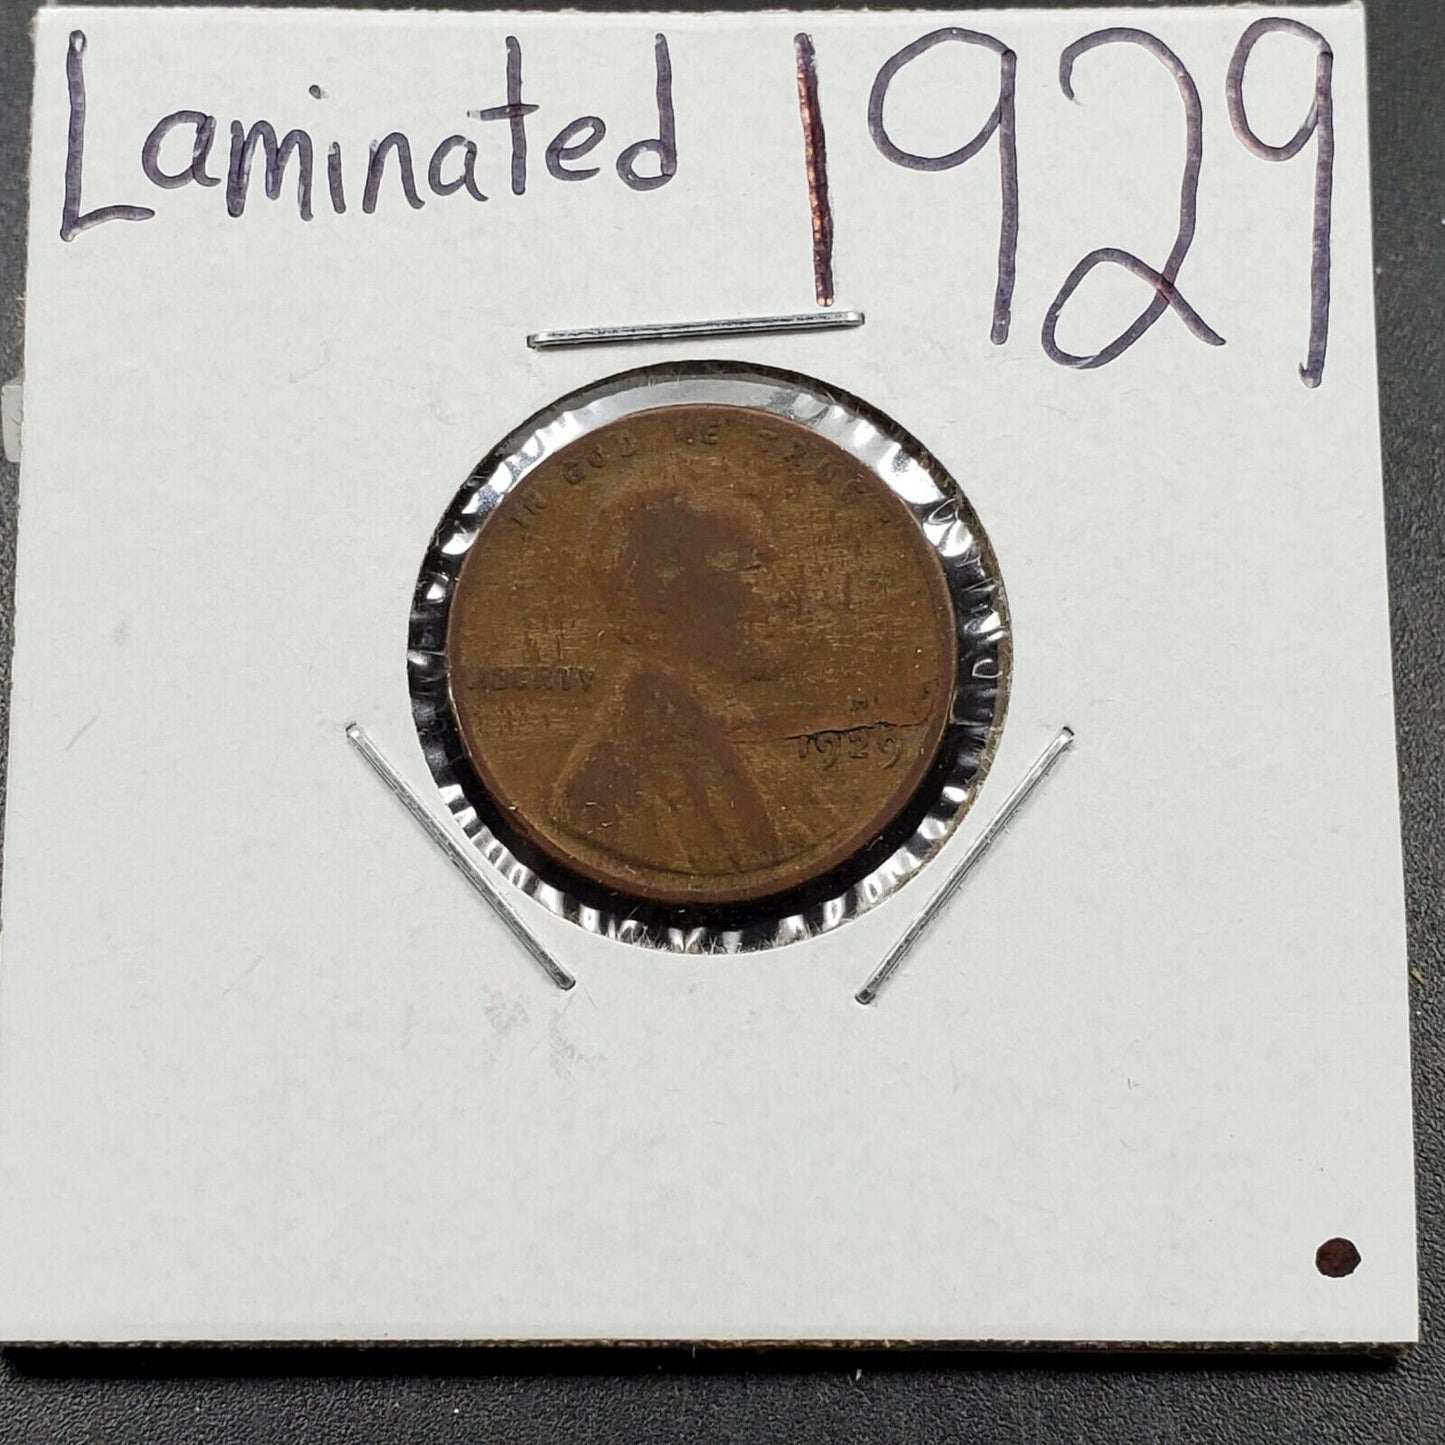 Laminated 1929
IN GOD WE TRUST
LIBERTY
1929